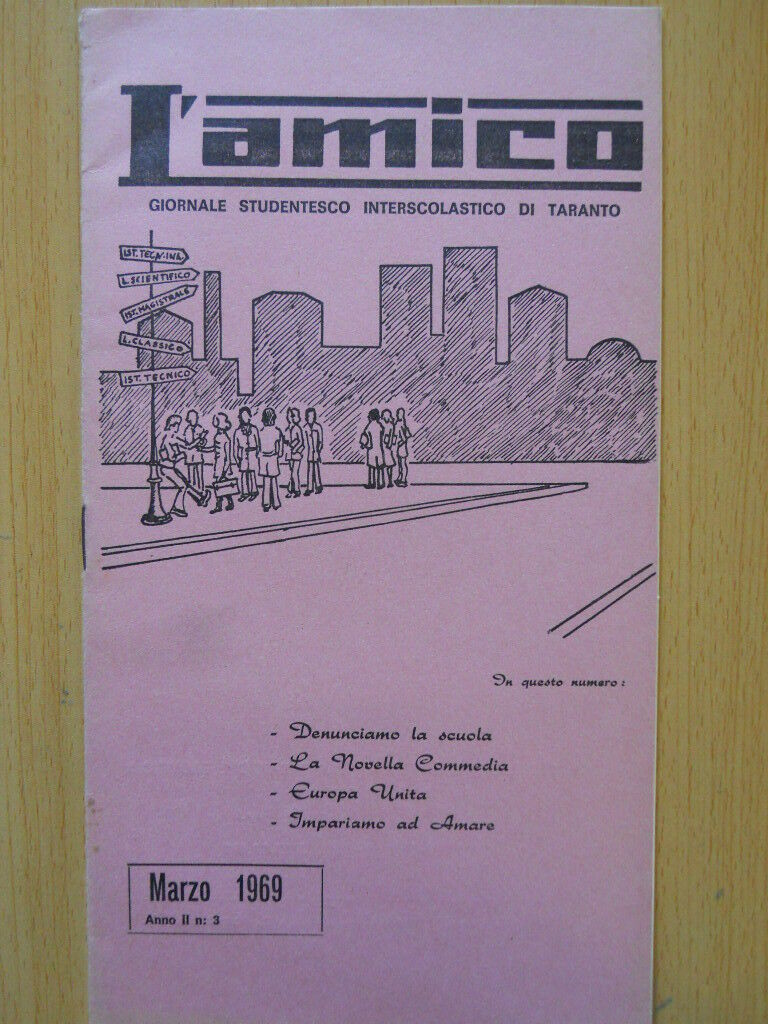 L'amico
GIORNALE STUDENTESCO INTERSCOLASTICO DI TARANTO
IST. TECN. IND.
L. SCIENTIFICO
IST. MAGISTRALE
L. CLASSICO
IST. TECNICO
In questo numero:
- Denunciamo la scuola
- La Novella Commedia
- Europa Unita
- Impariamo ad Amare
Marzo 1969
Anno II n: 3